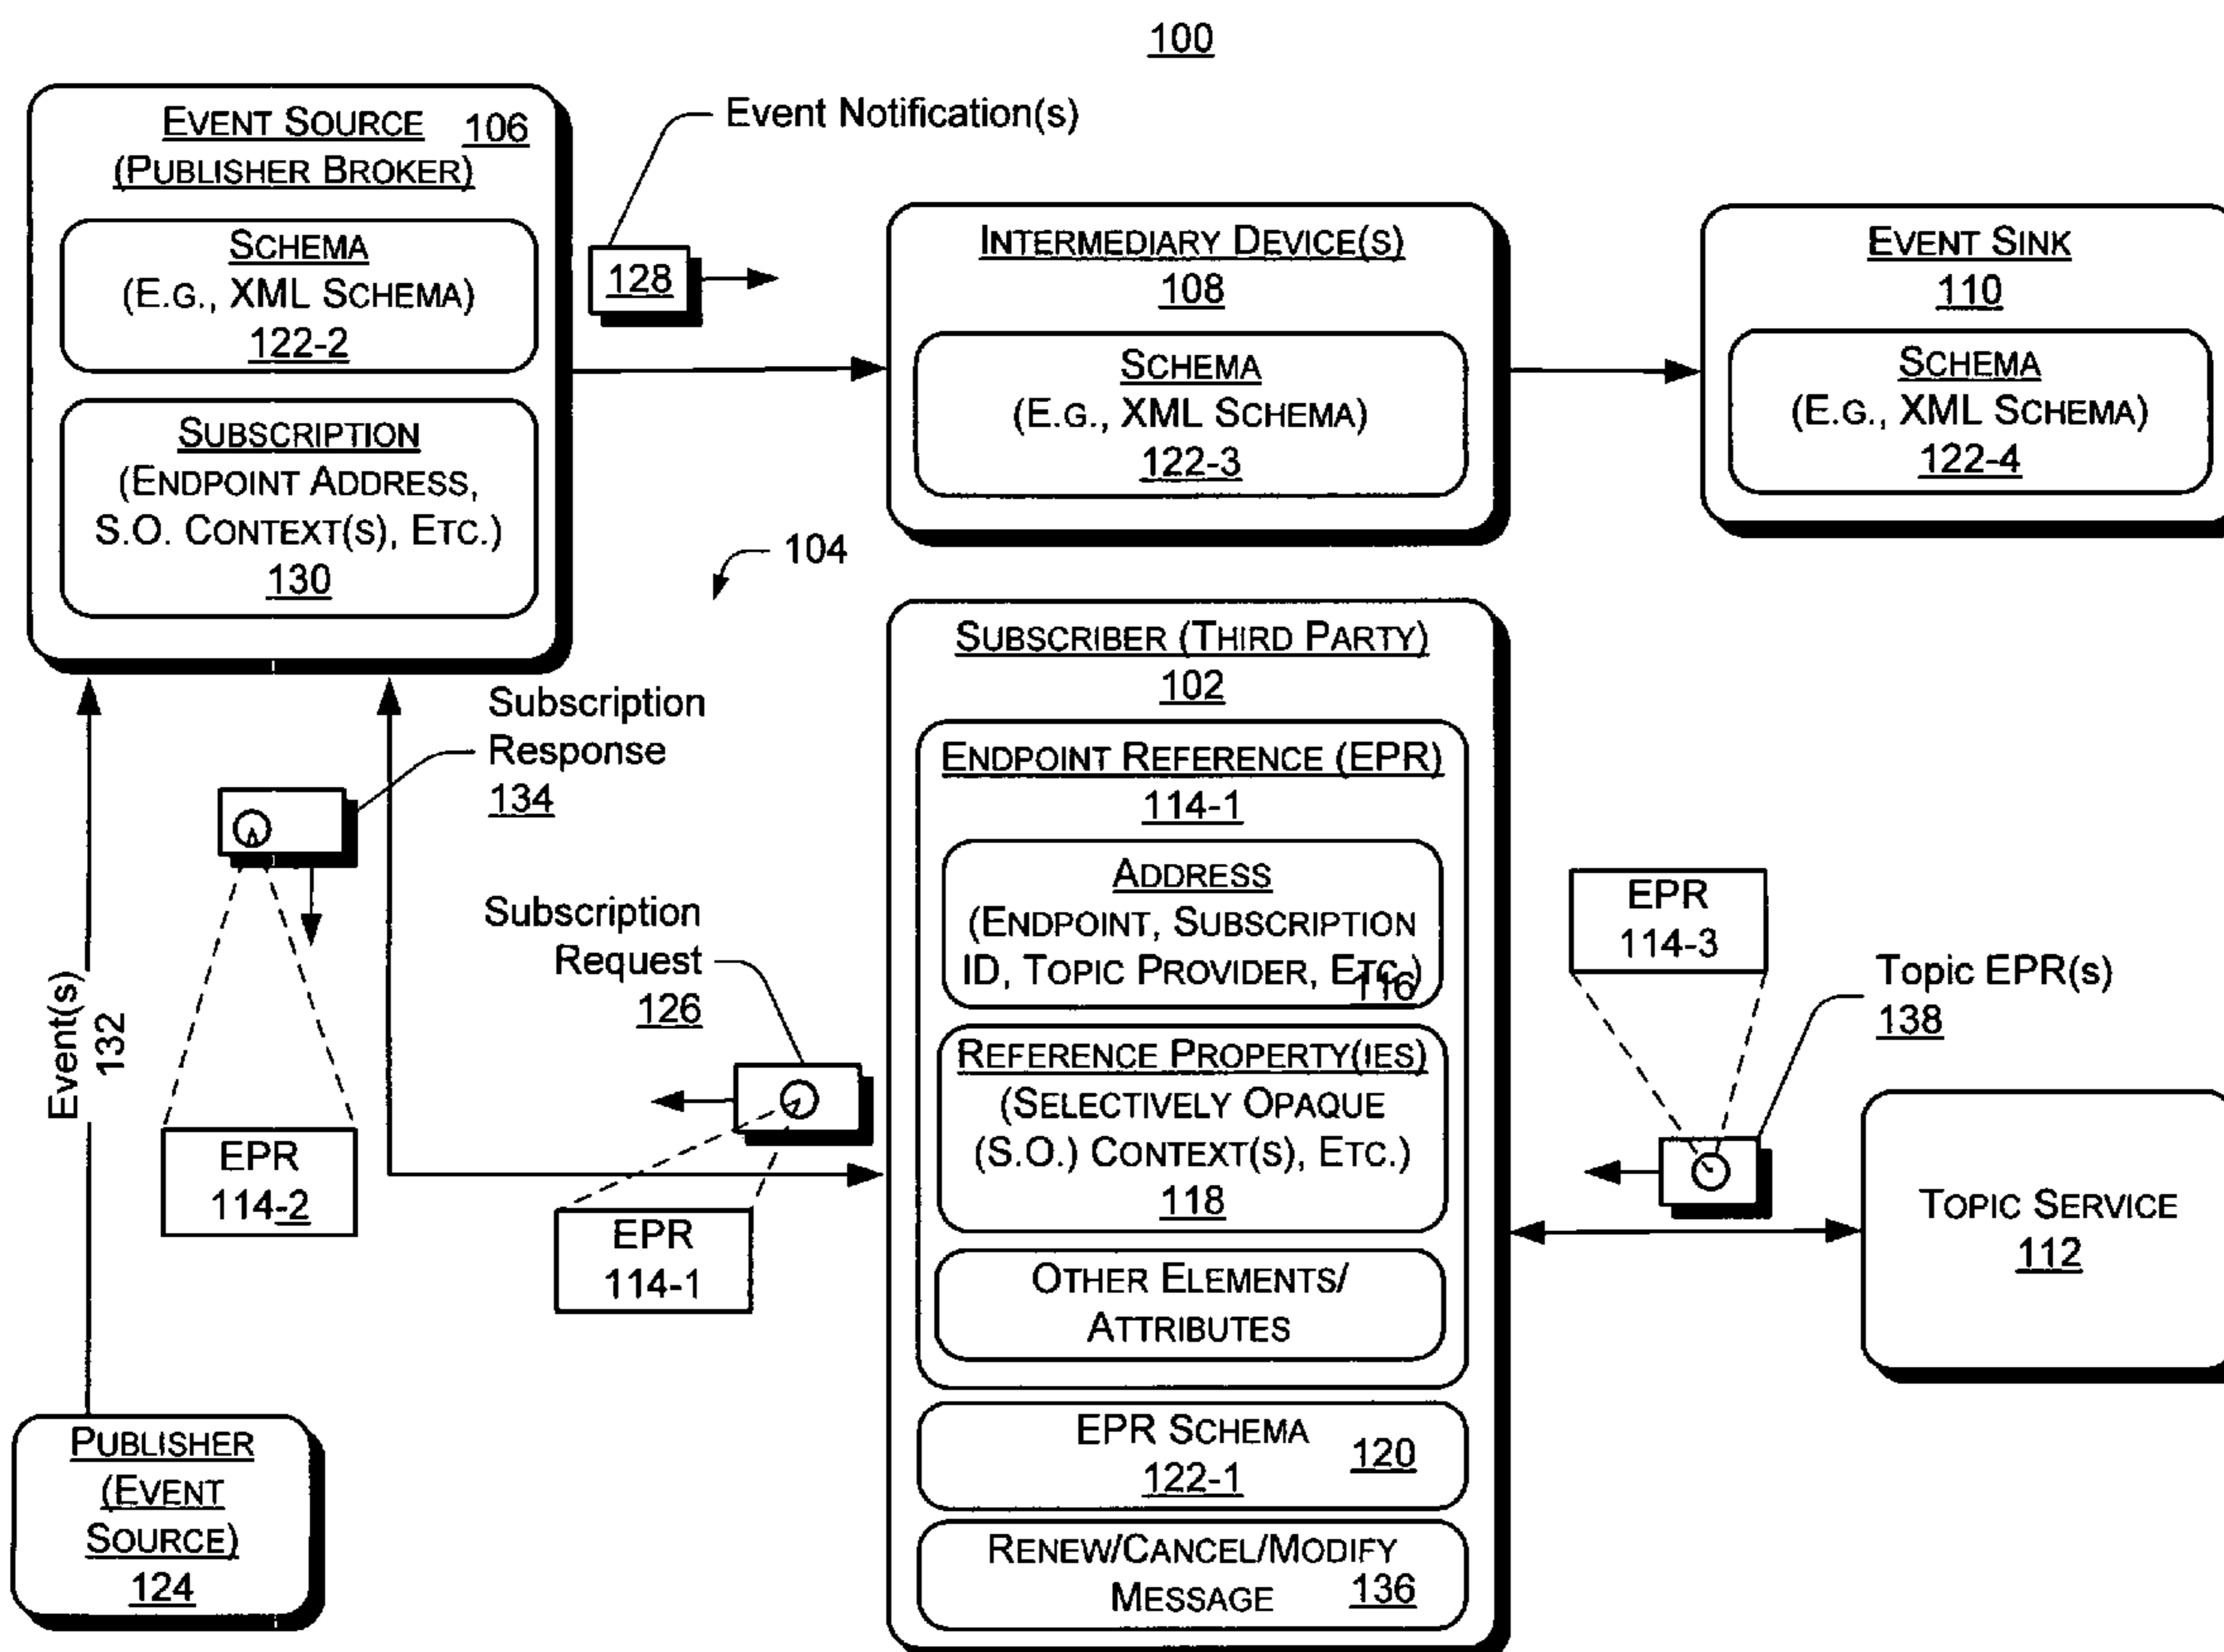 100
EVENT SOURCE 106
(PUBLISHER BROKER)
SCHEMA
(E.G., XML SCHEMA)
122-2
SUBSCRIPTION
(ENDPOINT ADDRESS,
S.O. CONTEXT(S), ETC.)
130
Event Notification(s)
128
INTERMEDIARY DEVICE(S)
108
SCHEMA
(E.G., XML SCHEMA)
122-3
EVENT SINK
110
SCHEMA
(E.G., XML SCHEMA)
122-4
104
Subscription
Response
134
EPR
114-2
Event(s)
132
PUBLISHER
(EVENT
SOURCE)
124
Subscription
Request
126
EPR
114-1
SUBSCRIBER (THIRD PARTY)
102
ENDPOINT REFERENCE (EPR)
114-1
ADDRESS
(ENDPOINT, SUBSCRIPTION
ID, TOPIC PROVIDER, ETC.)
116
REFERENCE PROPERTY(IES)
(SELECTIVELY OPAQUE
(S.O.) CONTEXT(S), ETC.)
118
OTHER ELEMENTS/
ATTRIBUTES
EPR SCHEMA 120
122-1
RENEW/CANCEL/MODIFY
MESSAGE 136
EPR
114-3
Topic EPR(s)
138
TOPIC SERVICE
112